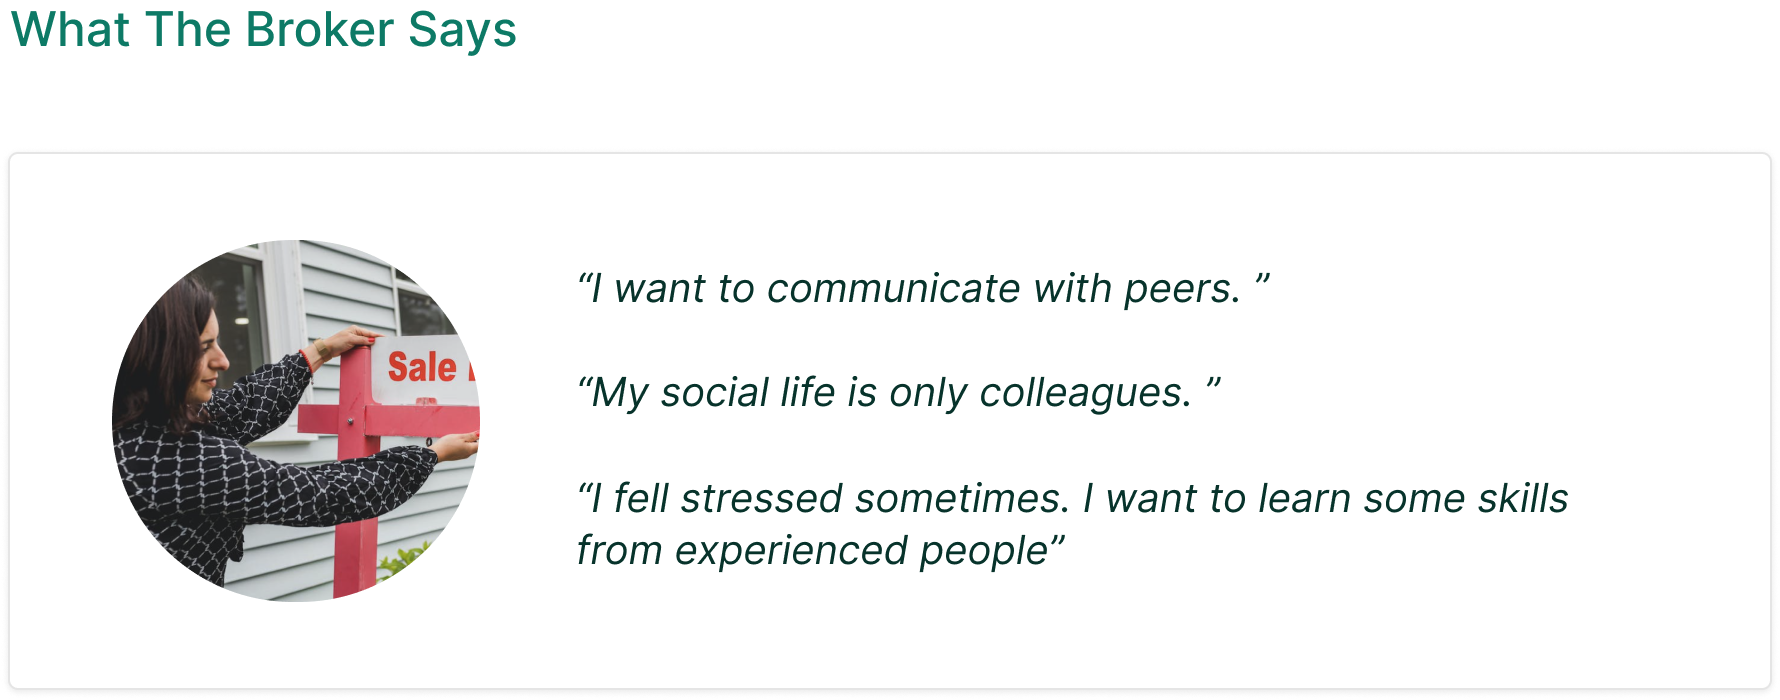 What The Broker Says
“I want to communicate with peers. ”
Sale
“My social life is only colleagues. ”
“I fell stressed sometimes. I want to learn some skills
from experienced people”